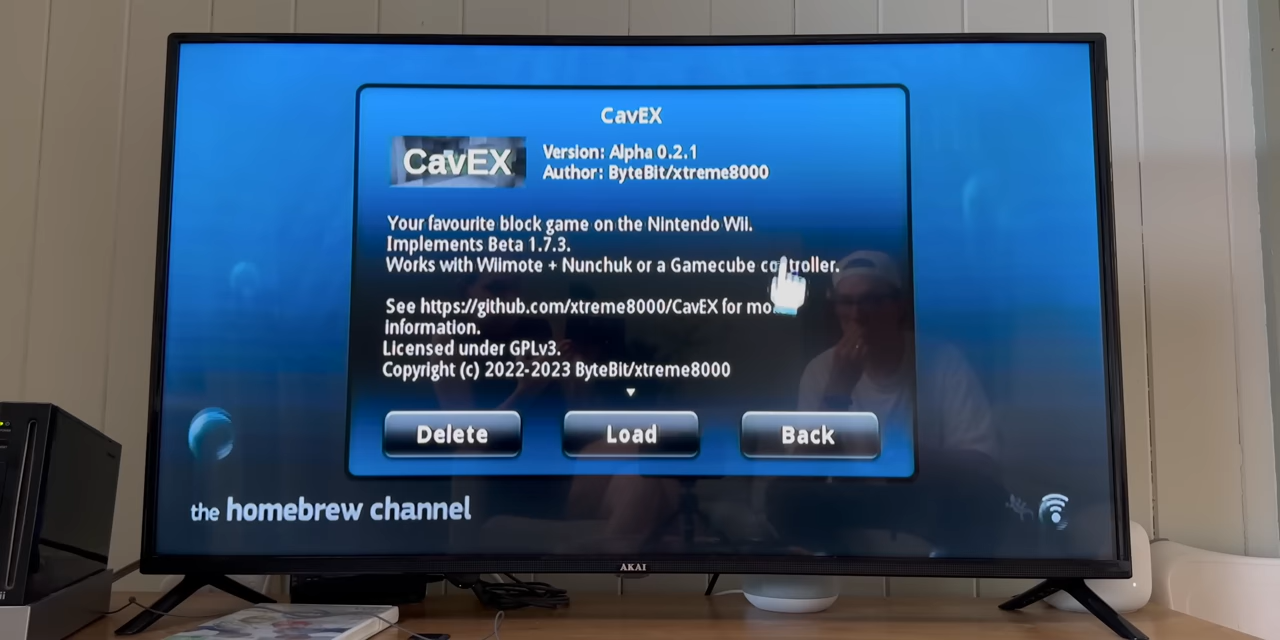 CavEX
CavEX
Version: Alpha 0.2.1
Author: ByteBit/xtreme8000
Your favourite block game on the Nintendo Wii.
Implements Beta 1.7.3.
Works with Wiimote + Nunchuk or a Gamecube controller.
See https://github.com/xtreme8000/CavEX for more
information.
Licensed under GPLv3.
Copyright (c) 2022-2023 ByteBit/xtreme8000
Delete
Load
Back
the homebrew channel
AKAI